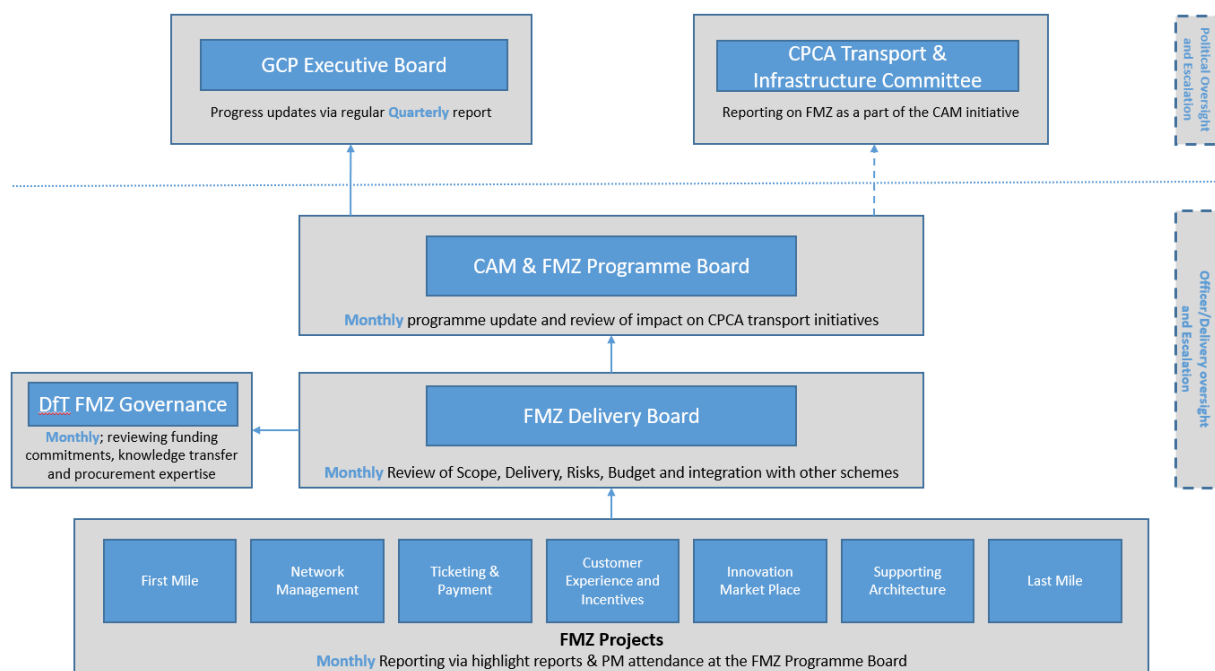 GCP Executive Board
Progress updates via regular Quarterly report
CPCA Transport &
Infrastructure Committee
Reporting on FMZ as a part of the CAM initiative
Political Oversight
and Escalation
CAM & FMZ Programme Board
Monthly programme update and review of impact on CPCA transport initiatives
Officer/Delivery oversight
and Escalation
DfT FMZ Governance
Monthly; reviewing funding
commitments, knowledge transfer
and procurement expertise
FMZ Delivery Board
Monthly Review of Scope, Delivery, Risks, Budget and integration with other schemes
First Mile
Network
Management
Ticketing &
Payment
Customer
Experience and
Incentives
Innovation
Market Place
Supporting
Architecture
Last Mile
FMZ Projects
Monthly Reporting via highlight reports & PM attendance at the FMZ Programme Board